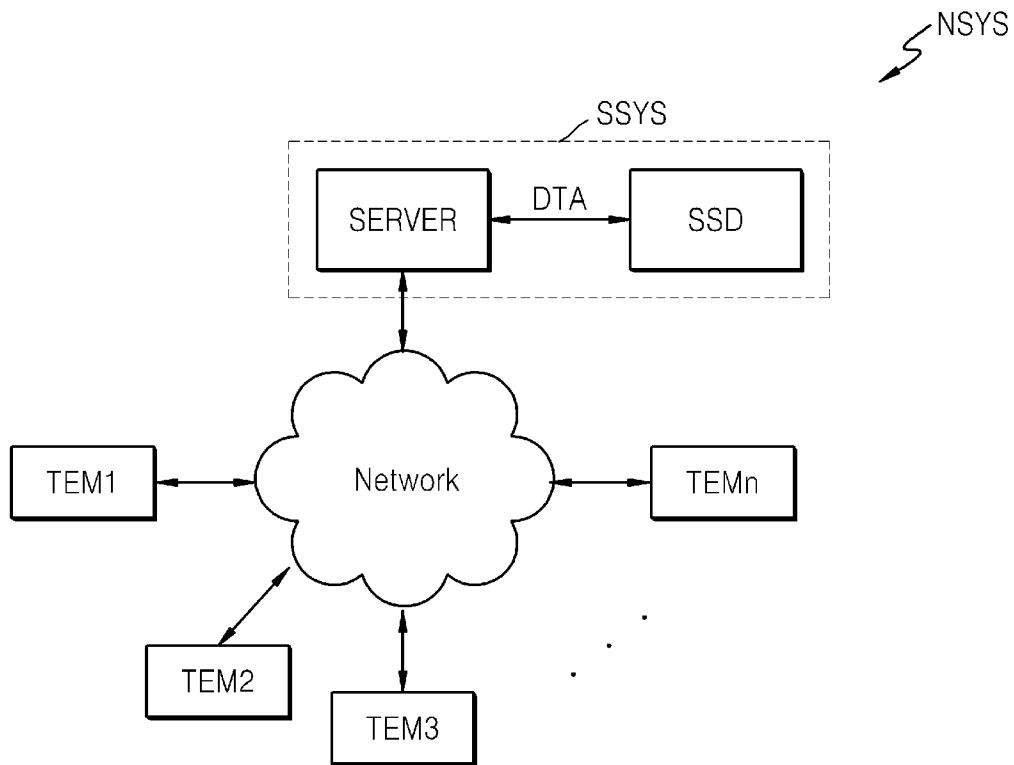 NSYS
SSYS
SERVER
DTA
SSD
Network
TEM1
TEMn
TEM2
TEM3